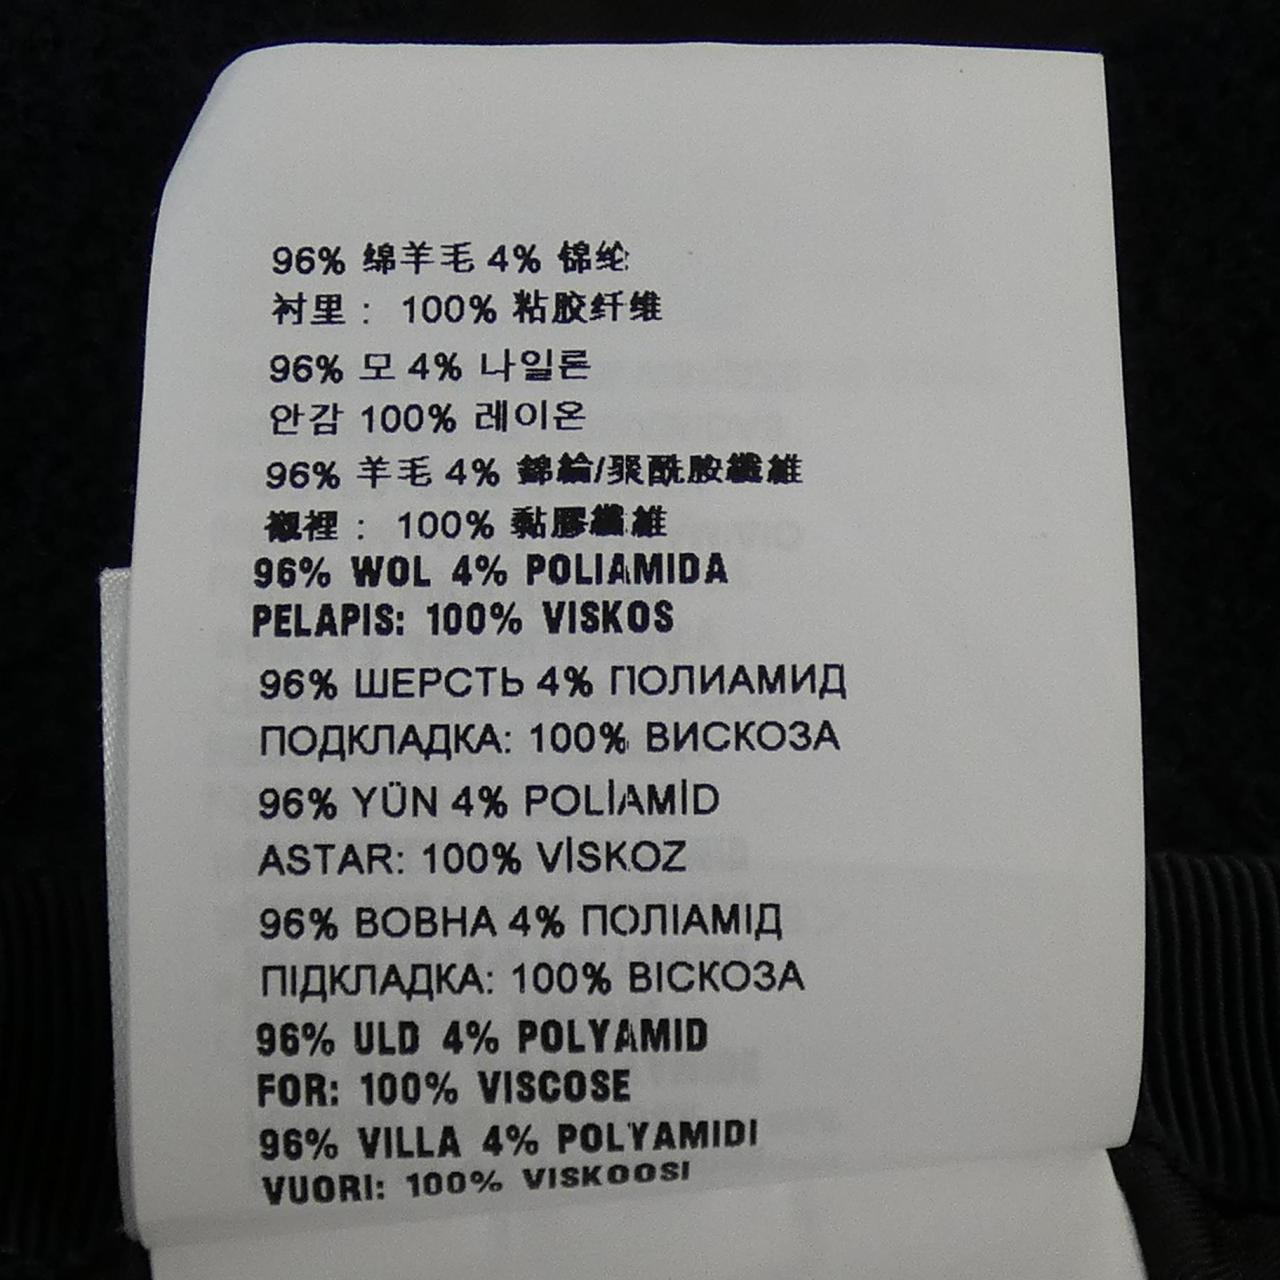 96% 绵羊毛 4% 锦纶
衬里： 100% 粘胶纤维
96% 모 4% 나일론
안감 100% 레이온
96% 羊毛 4% 錦綸/聚酰胺纖維
襯裡： 100% 黏膠纖維
96% WOL 4% POLIAMIDA
PELAPIS: 100% VISKOS
96% ШЕРСТЬ 4% ПОЛИАМИД
ПОДКЛАДКА: 100% ВИСКОЗА
96% YÜN 4% POLİAMİD
ASTAR: 100% VİSKOZ
96% ВОВНА 4% ПОЛІАМІД
ПІДКЛАДКА: 100% ВІСКОЗА
96% ULD 4% POLYAMID
FOR: 100% VISCOSE
96% VILLA 4% POLYAMIDI
VUORI: 100% VISKOOSI